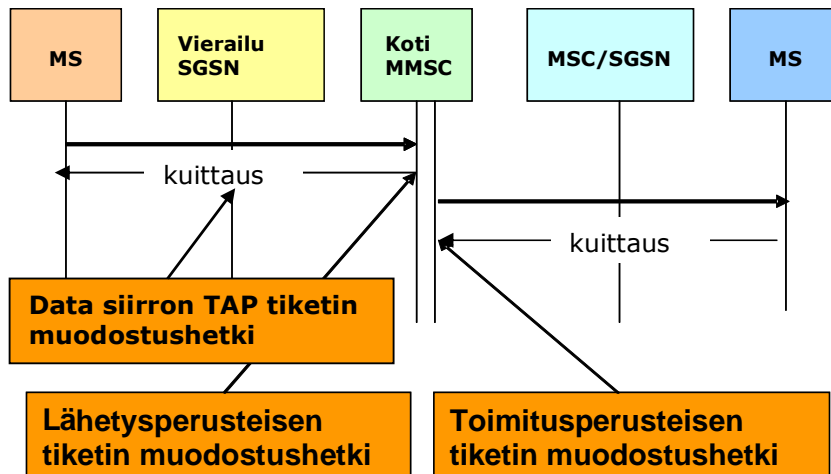 MS
Vierailu
SGSN
Koti
MMSC
MSC/SGSN
MS
kuittaus
kuittaus
Data siirron TAP tiketin
muodostushetki
Lähetysperusteisen
tiketin muodostushetki
Toimitusperusteisen
tiketin muodostushetki